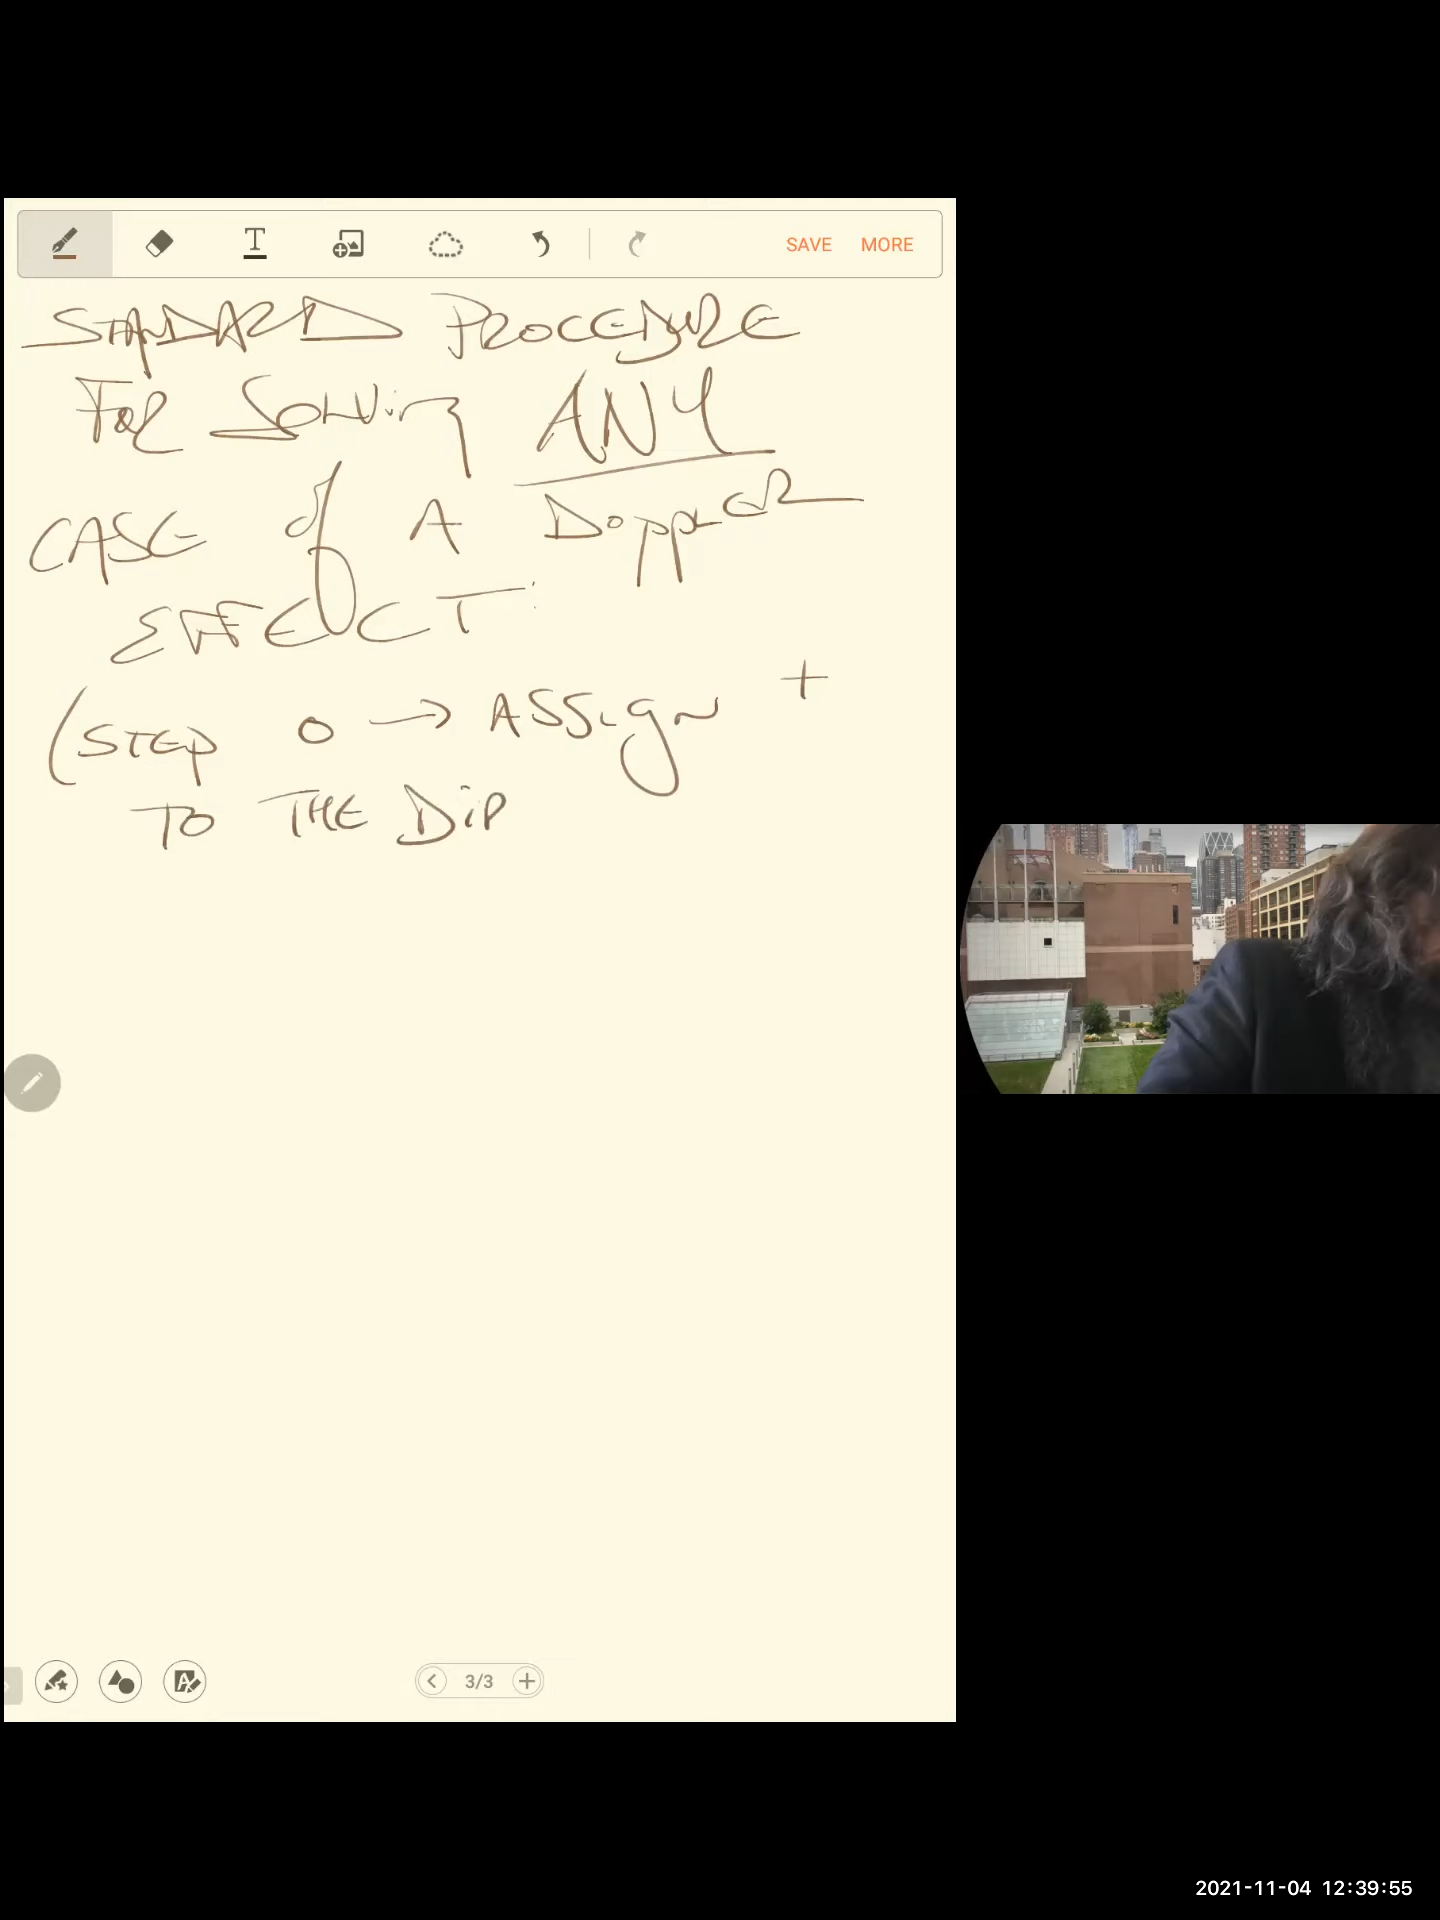 SAVE MORE
STANDARD PROCEDURE
FOR Solving ANY
CASE of A DOPPLER
EFFECT:
(STEP 0 → ASSIGN +
TO THE DIR
3/3
2021-11-04 12:39:55